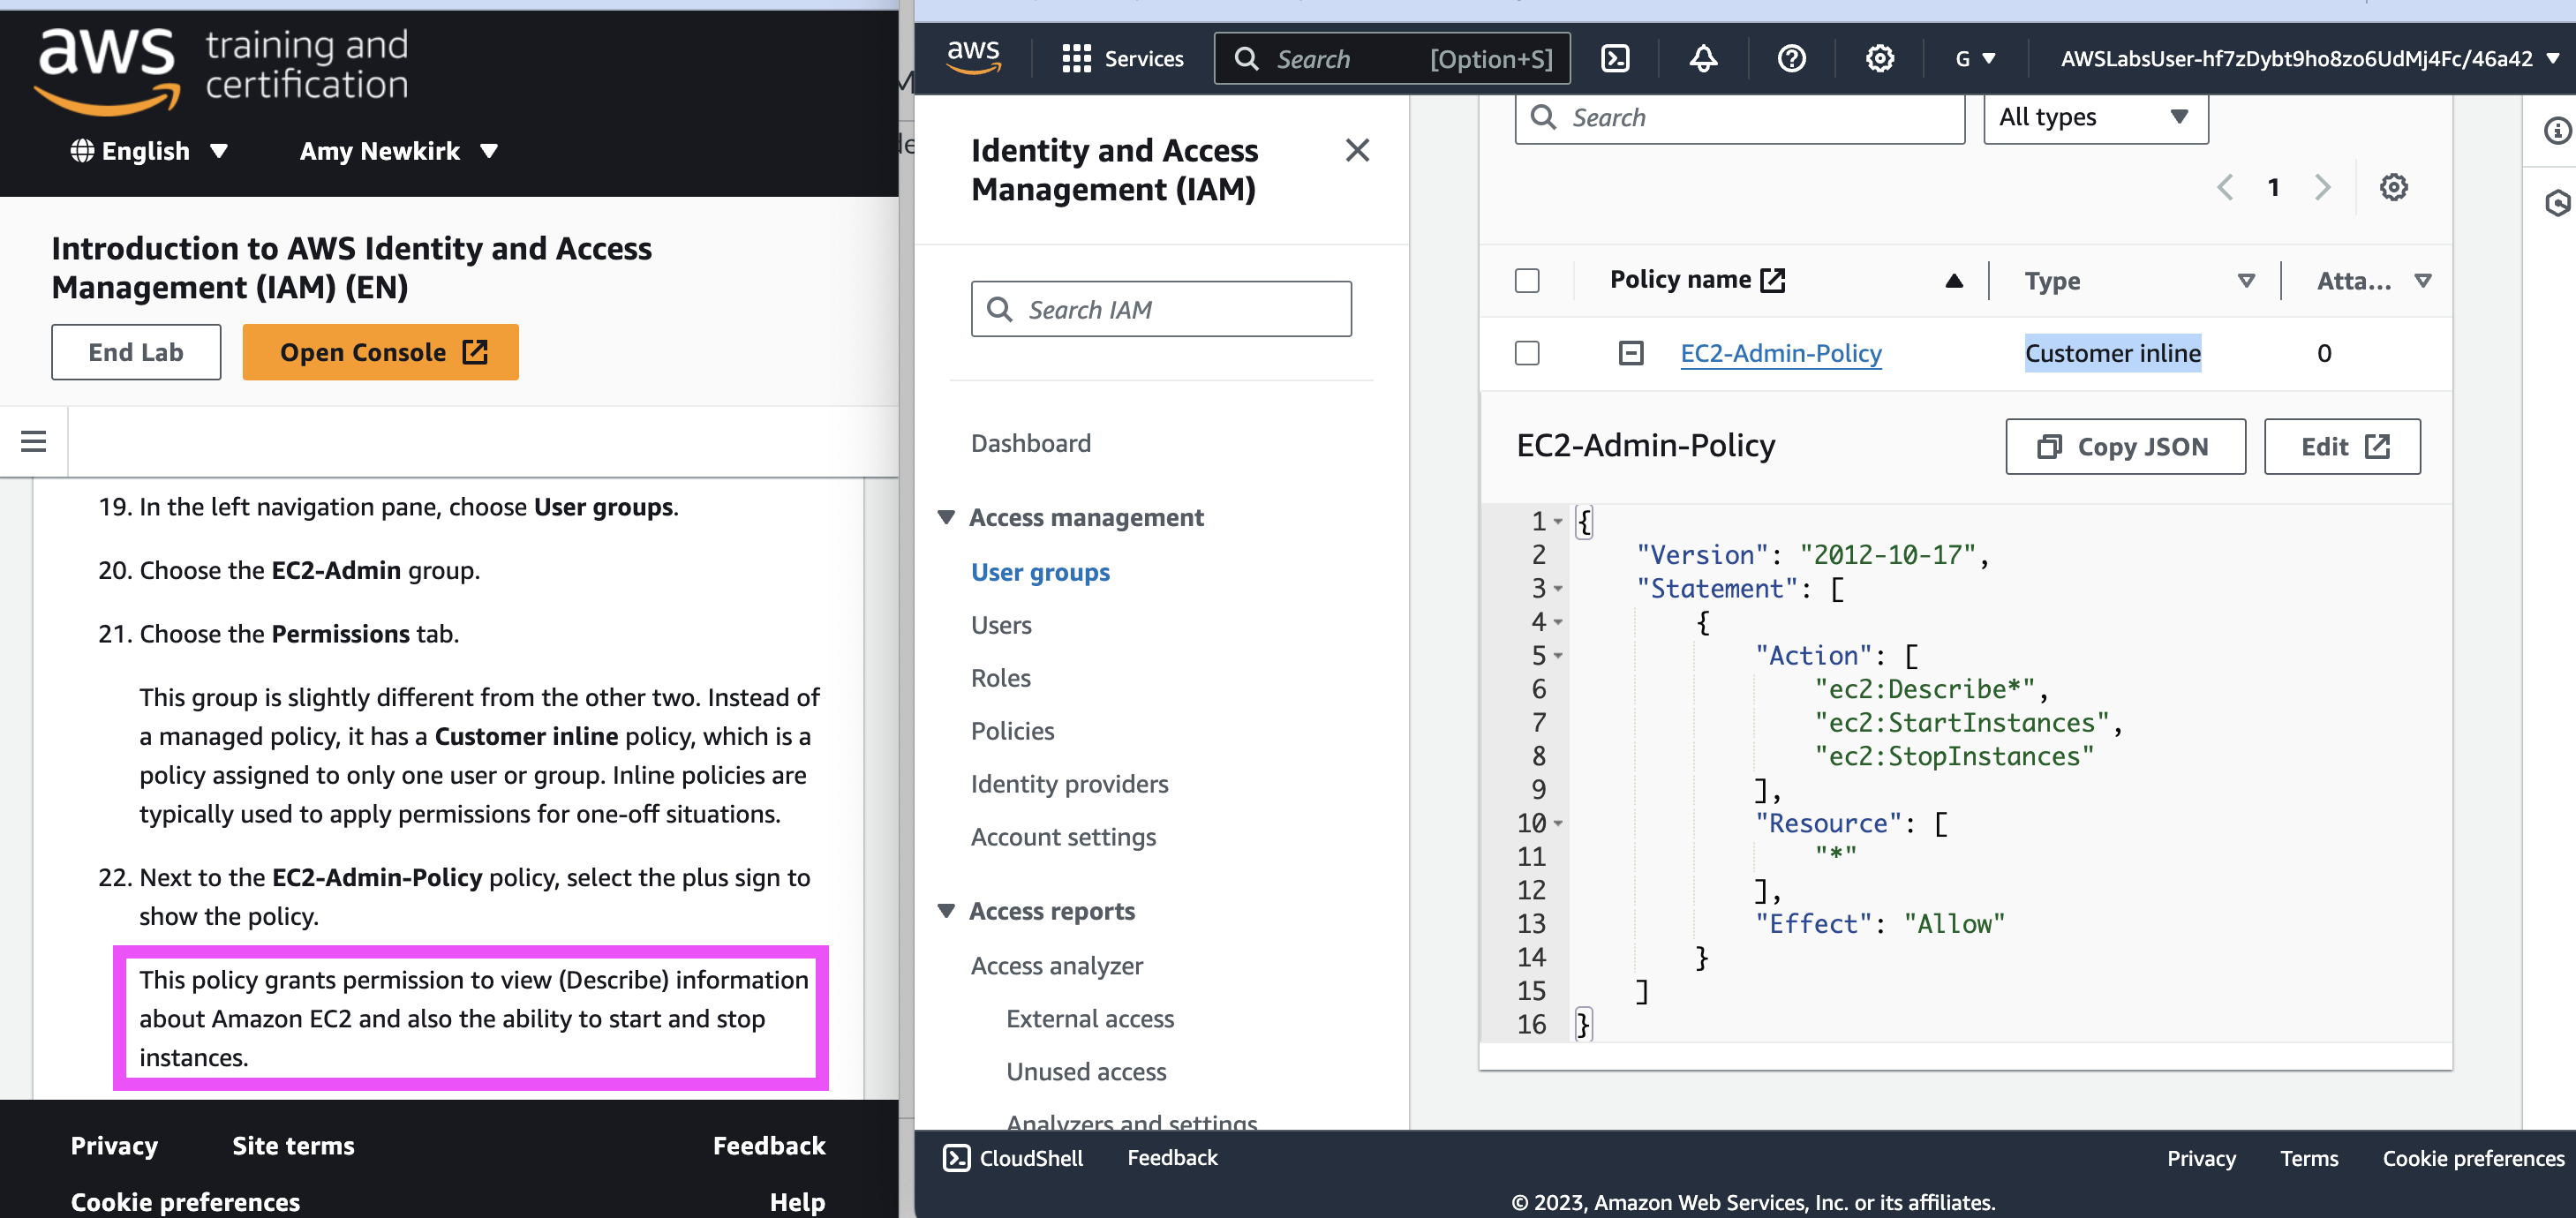 aws training and
certification
English ▼ Amy Newkirk ▼
Introduction to AWS Identity and Access
Management (IAM) (EN)
End Lab
Open Console
19. In the left navigation pane, choose User groups.
20. Choose the EC2-Admin group.
21. Choose the Permissions tab.
This group is slightly different from the other two. Instead of
a managed policy, it has a Customer inline policy, which is a
policy assigned to only one user or group. Inline policies are
typically used to apply permissions for one-off situations.
22. Next to the EC2-Admin-Policy policy, select the plus sign to
show the policy.
This policy grants permission to view (Describe) information
about Amazon EC2 and also the ability to start and stop
instances.
Privacy Site terms Feedback
Cookie preferences Help
aws Services Search [Option+S] G ▼ AWSLabsUser-hf7zDybt9ho8zo6UdMj4Fc/46a42 ▼
Identity and Access
Management (IAM)
Search IAM
Dashboard
Access management
User groups
Users
Roles
Policies
Identity providers
Account settings
Access reports
Access analyzer
External access
Unused access
Analyzers and settings
Search All types
1
Policy name Type Atta...
EC2-Admin-Policy Customer inline 0
EC2-Admin-Policy Copy JSON Edit
1 {
2 "Version": "2012-10-17",
3 "Statement": [
4 {
5 "Action": [
6 "ec2:Describe*",
7 "ec2:StartInstances",
8 "ec2:StopInstances"
9 ],
10 "Resource": [
11 "*"
12 ],
13 "Effect": "Allow"
14 }
15 ]
16 }
CloudShell Feedback Privacy Terms Cookie preferences
© 2023, Amazon Web Services, Inc. or its affiliates.